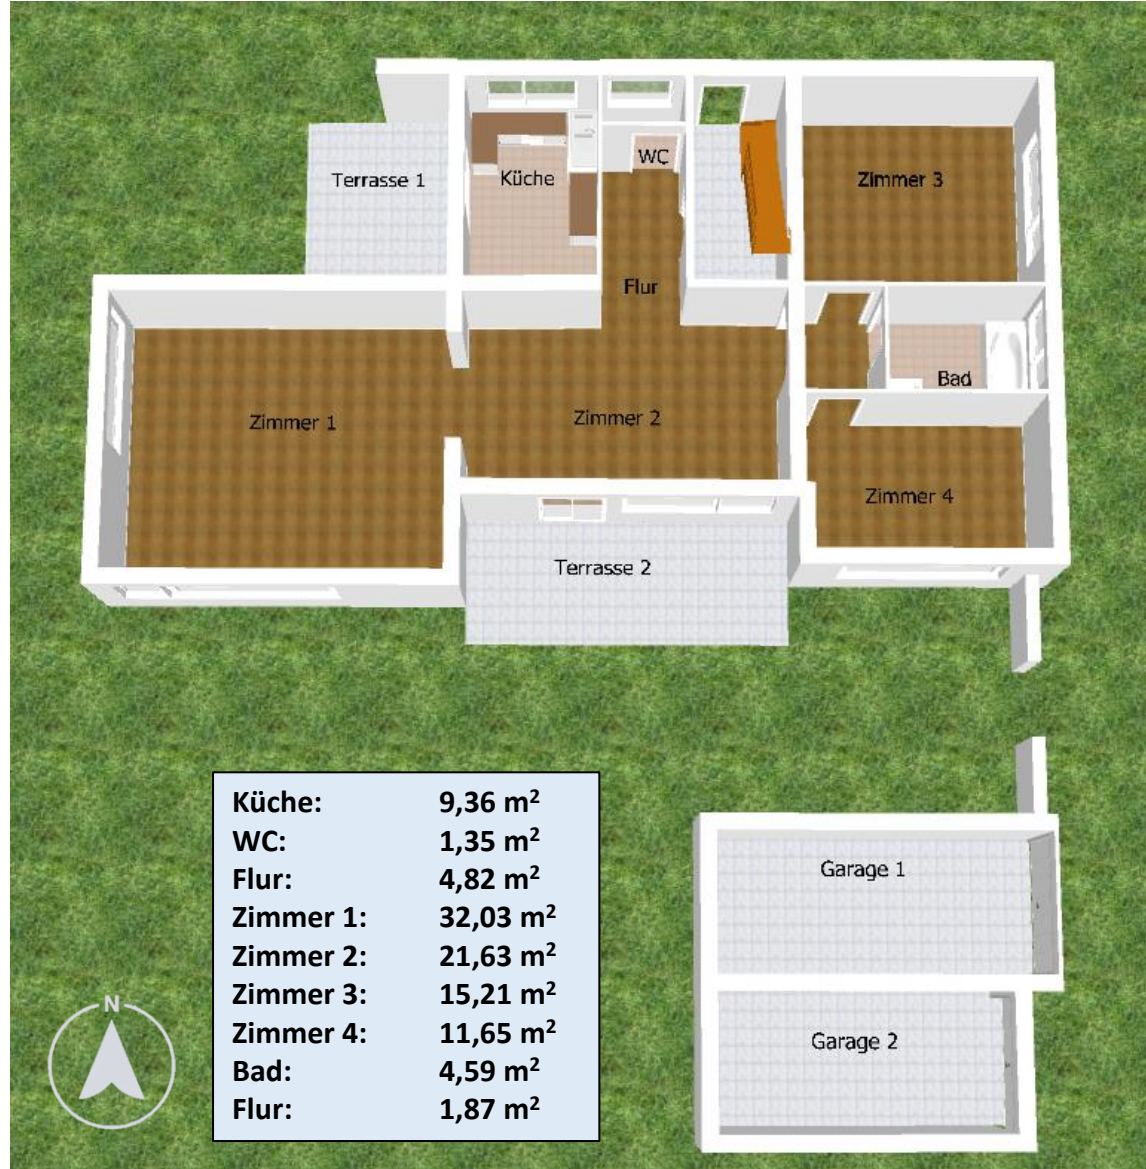 Terrasse 1
Küche
WC
Zimmer 3
Flur
Bad
Zimmer 1
Zimmer 2
Zimmer 4
Terrasse 2
Küche: 9,36 m²
WC: 1,35 m²
Flur: 4,82 m²
Zimmer 1: 32,03 m²
Zimmer 2: 21,63 m²
Zimmer 3: 15,21 m²
Zimmer 4: 11,65 m²
Bad: 4,59 m²
Flur: 1,87 m²
Garage 1
Garage 2
N